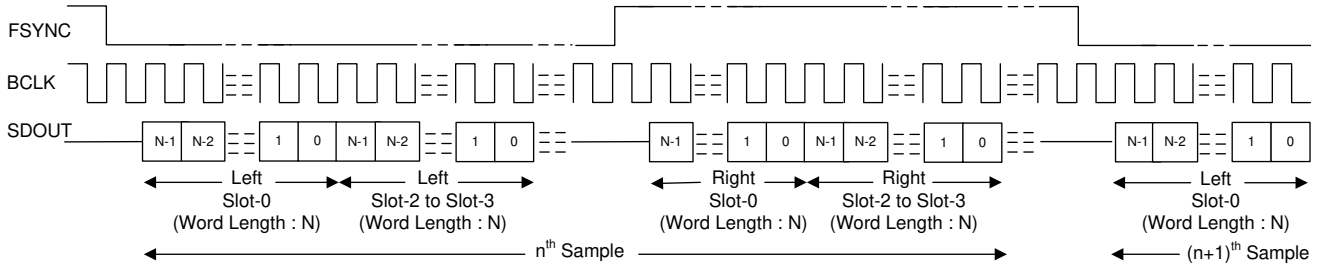 FSYNC
BCLK
SDOUT
N-1 N-2 1 0 N-1 N-2 1 0 N-1 N-2 1 0 N-1 N-2 1 0 N-1 N-2 1 0
Left Left Right Right Left
Slot-0 Slot-2 to Slot-3 Slot-0 Slot-2 to Slot-3 Slot-0
(Word Length : N) (Word Length : N) (Word Length : N) (Word Length : N) (Word Length : N)
nth Sample (n+1)th Sample